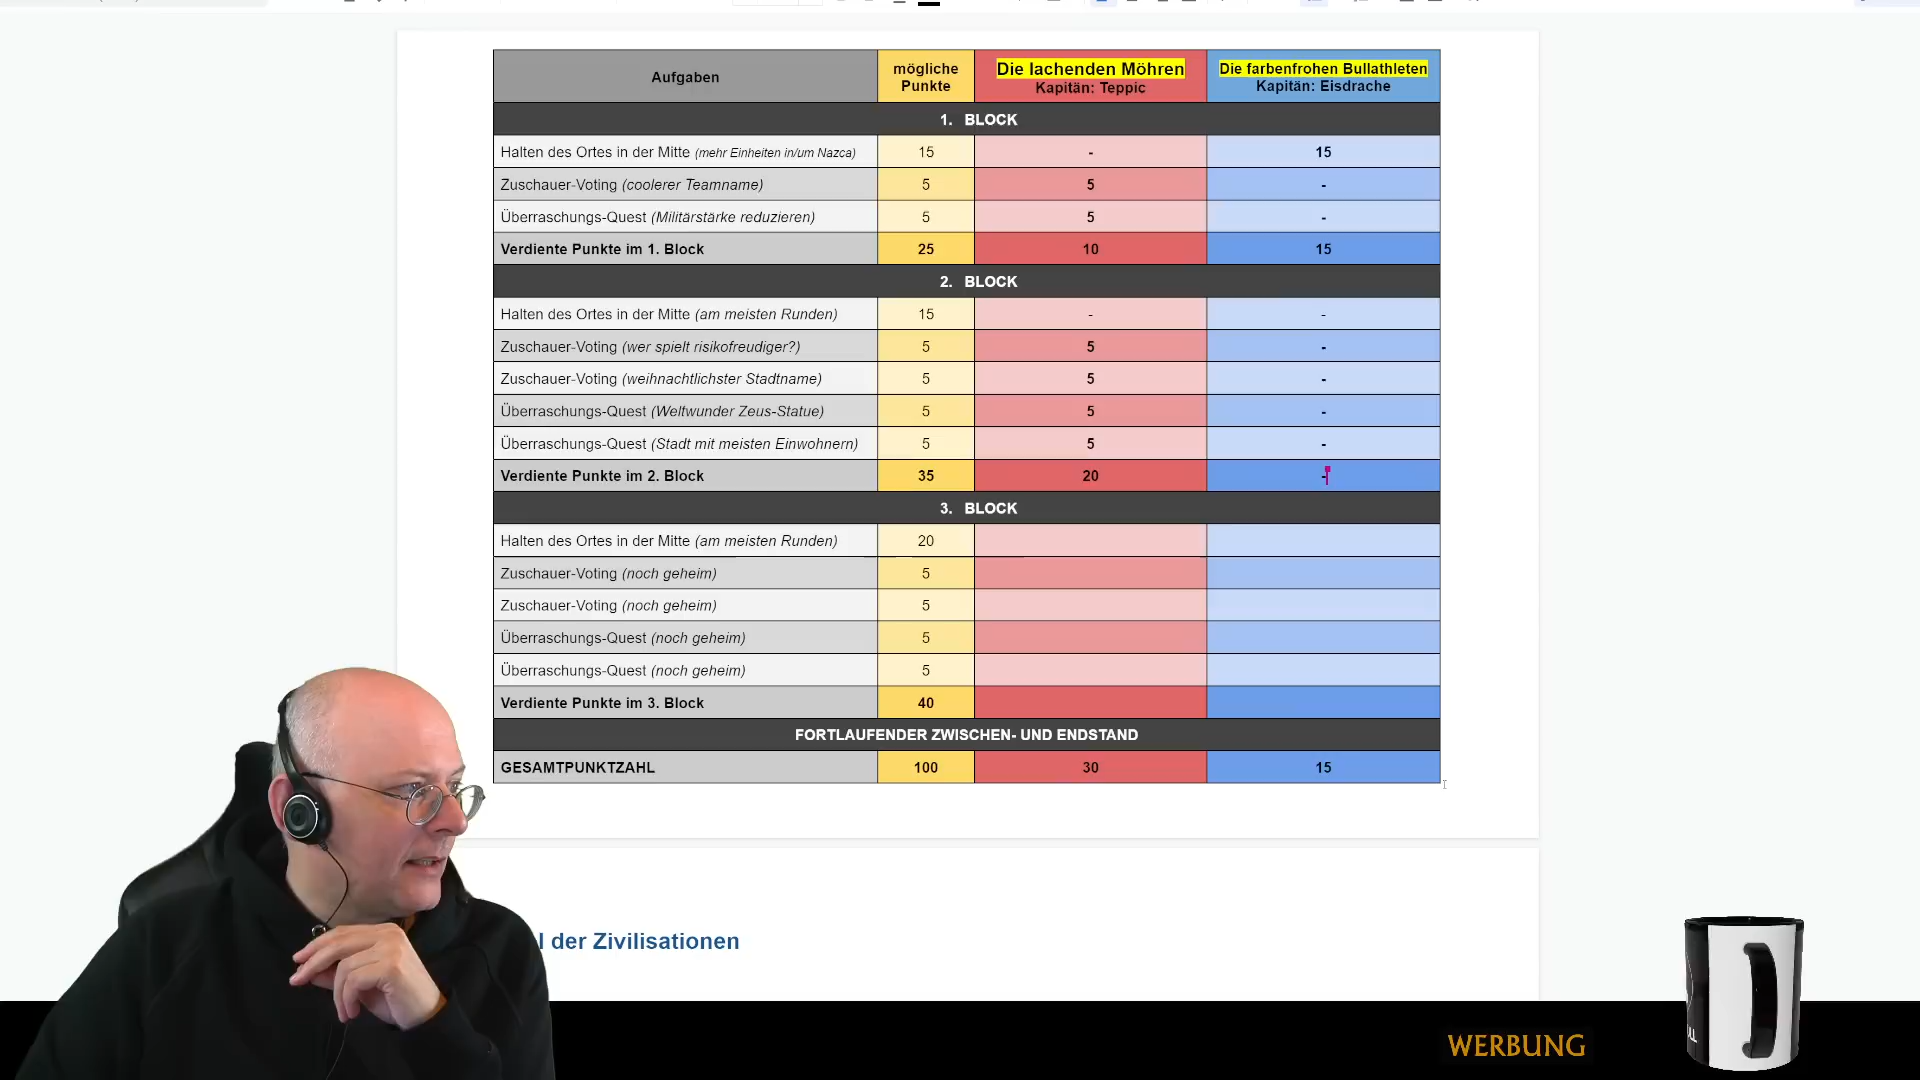 Aufgaben mögliche Punkte Die lachenden Möhren Kapitän: Teppic Die farbenfrohen Bullathleten Kapitän: Eisdrache
1. BLOCK
Halten des Ortes in der Mitte (mehr Einheiten in/um Nazca) 15 - 15
Zuschauer-Voting (coolerer Teamname) 5 5 -
Überraschungs-Quest (Militärstärke reduzieren) 5 5 -
Verdiente Punkte im 1. Block 25 10 15
2. BLOCK
Halten des Ortes in der Mitte (am meisten Runden) 15 - -
Zuschauer-Voting (wer spielt risikofreudiger?) 5 5 -
Zuschauer-Voting (weihnachtlichster Stadtname) 5 5 -
Überraschungs-Quest (Weltwunder Zeus-Statue) 5 5 -
Überraschungs-Quest (Stadt mit meisten Einwohnern) 5 5 -
Verdiente Punkte im 2. Block 35 20 -
3. BLOCK
Halten des Ortes in der Mitte (am meisten Runden) 20
Zuschauer-Voting (noch geheim) 5
Zuschauer-Voting (noch geheim) 5
Überraschungs-Quest (noch geheim) 5
Überraschungs-Quest (noch geheim) 5
Verdiente Punkte im 3. Block 40
FORTLAUFENDER ZWISCHEN- UND ENDSTAND
GESAMTPUNKTZAHL 100 30 15
l der Zivilisationen
WERBUNG